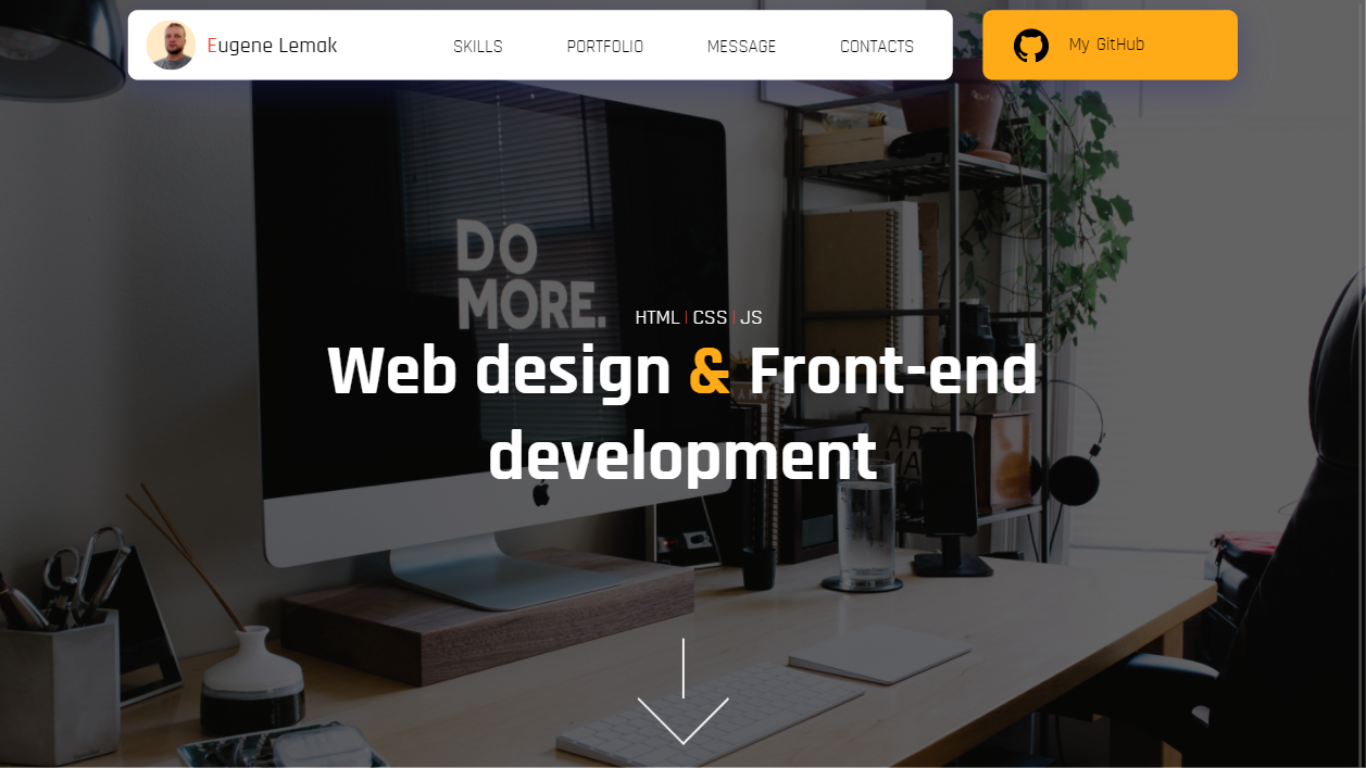 Eugene Lemak
SKILLS
PORTFOLIO
MESSAGE
CONTACTS
My GitHub
DO
MORE.
HTML | CSS | JS
Web design & Front-end
development